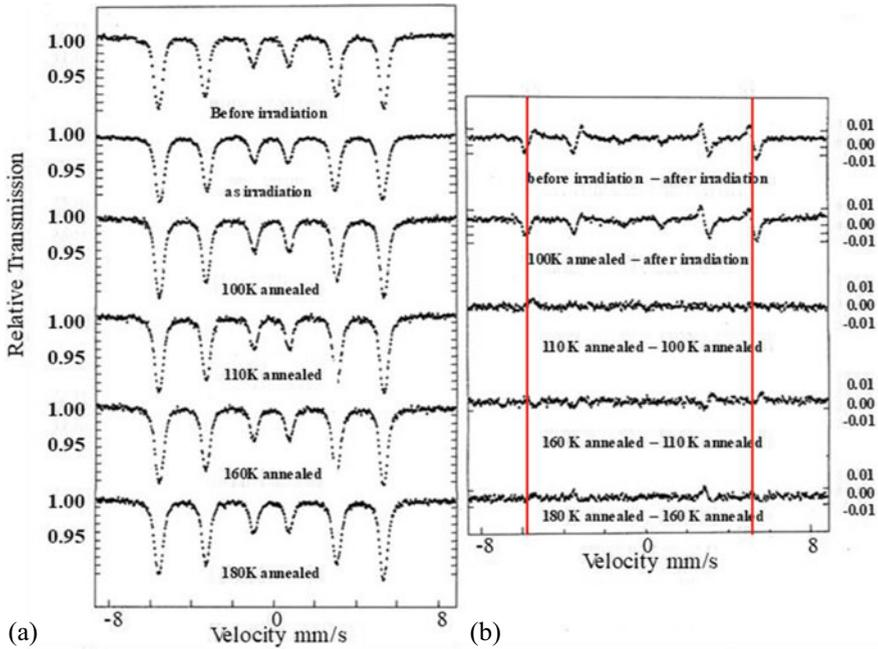 1.00
0.95
Before irradiation
1.00
0.95
as irradiation
1.00
0.95
100K annealed
1.00
0.95
110K annealed
1.00
0.95
160K annealed
1.00
0.95
180K annealed
Relative Transmission
-8 0 8
Velocity mm/s
(a)
0.01
0.00
-0.01
before irradiation – after irradiation
0.01
0.00
-0.01
100K annealed – after irradiation
0.01
0.00
-0.01
110 K annealed – 100 K annealed
0.01
0.00
-0.01
160 K annealed – 110 K annealed
0.01
0.00
-0.01
180 K annealed – 160 K annealed
-8 0 8
Velocity mm/s
(b)